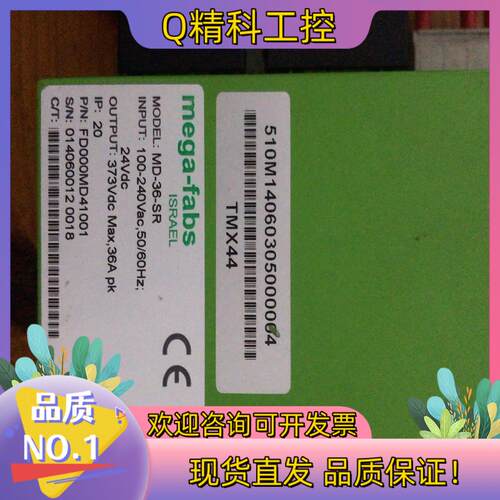 Q精科工控
mega-fabs
ISRAEL
MODEL: MD-36-SR
INPUT: 100-240Vac,50/60Hz;
24Vdc
OUTPUT: 373Vdc Max,36A pk
IP: 20
P/N: FD000MD41001
S/N: 014060012 0018
C/T:
CE
510M14060305000064
TMX44
品质
NO.1
欢迎咨询可开发票
现货直发 品质保证!